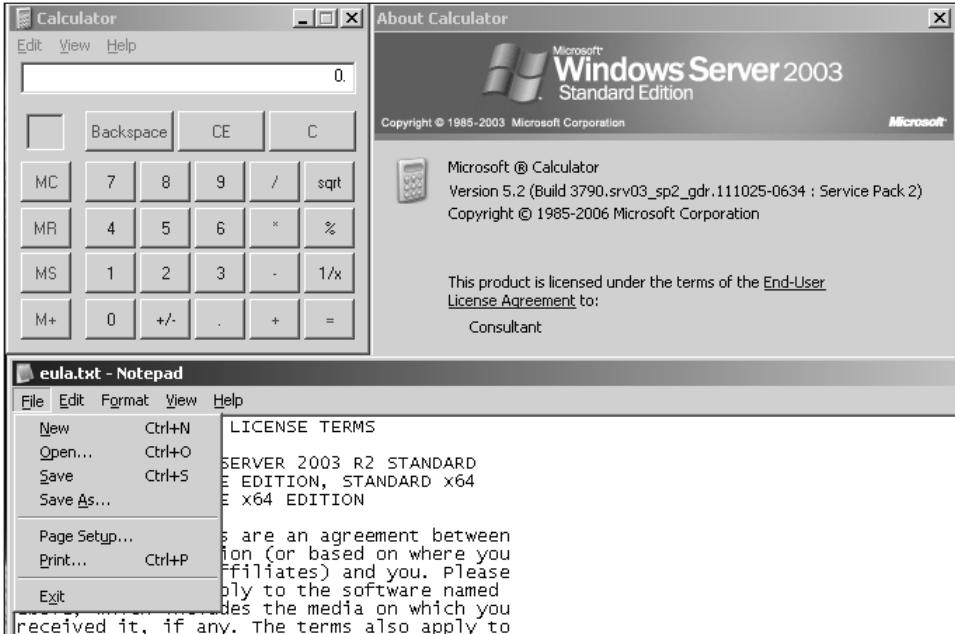 Calculator
Edit View Help
0.
Backspace CE C
MC 7 8 9 / sqrt
MR 4 5 6 * %
MS 1 2 3 - 1/x
M+ 0 +/- . + =
About Calculator
Microsoft
Windows Server 2003
Standard Edition
Copyright © 1985-2003 Microsoft Corporation Microsoft
Microsoft ® Calculator
Version 5.2 (Build 3790.srv03_sp2_gdr.111025-0634 : Service Pack 2)
Copyright © 1985-2006 Microsoft Corporation
This product is licensed under the terms of the End-User
License Agreement to:
Consultant
eula.txt - Notepad
File Edit Format View Help
New Ctrl+N
Open... Ctrl+O
Save Ctrl+S
Save As...
Page Setup...
Print... Ctrl+P
Exit
LICENSE TERMS
SERVER 2003 R2 STANDARD
EDITION, STANDARD x64
x64 EDITION
are an agreement between
(or based on where you
and you. Please
to the software named
the media on which you
received it, if any. The terms also apply to